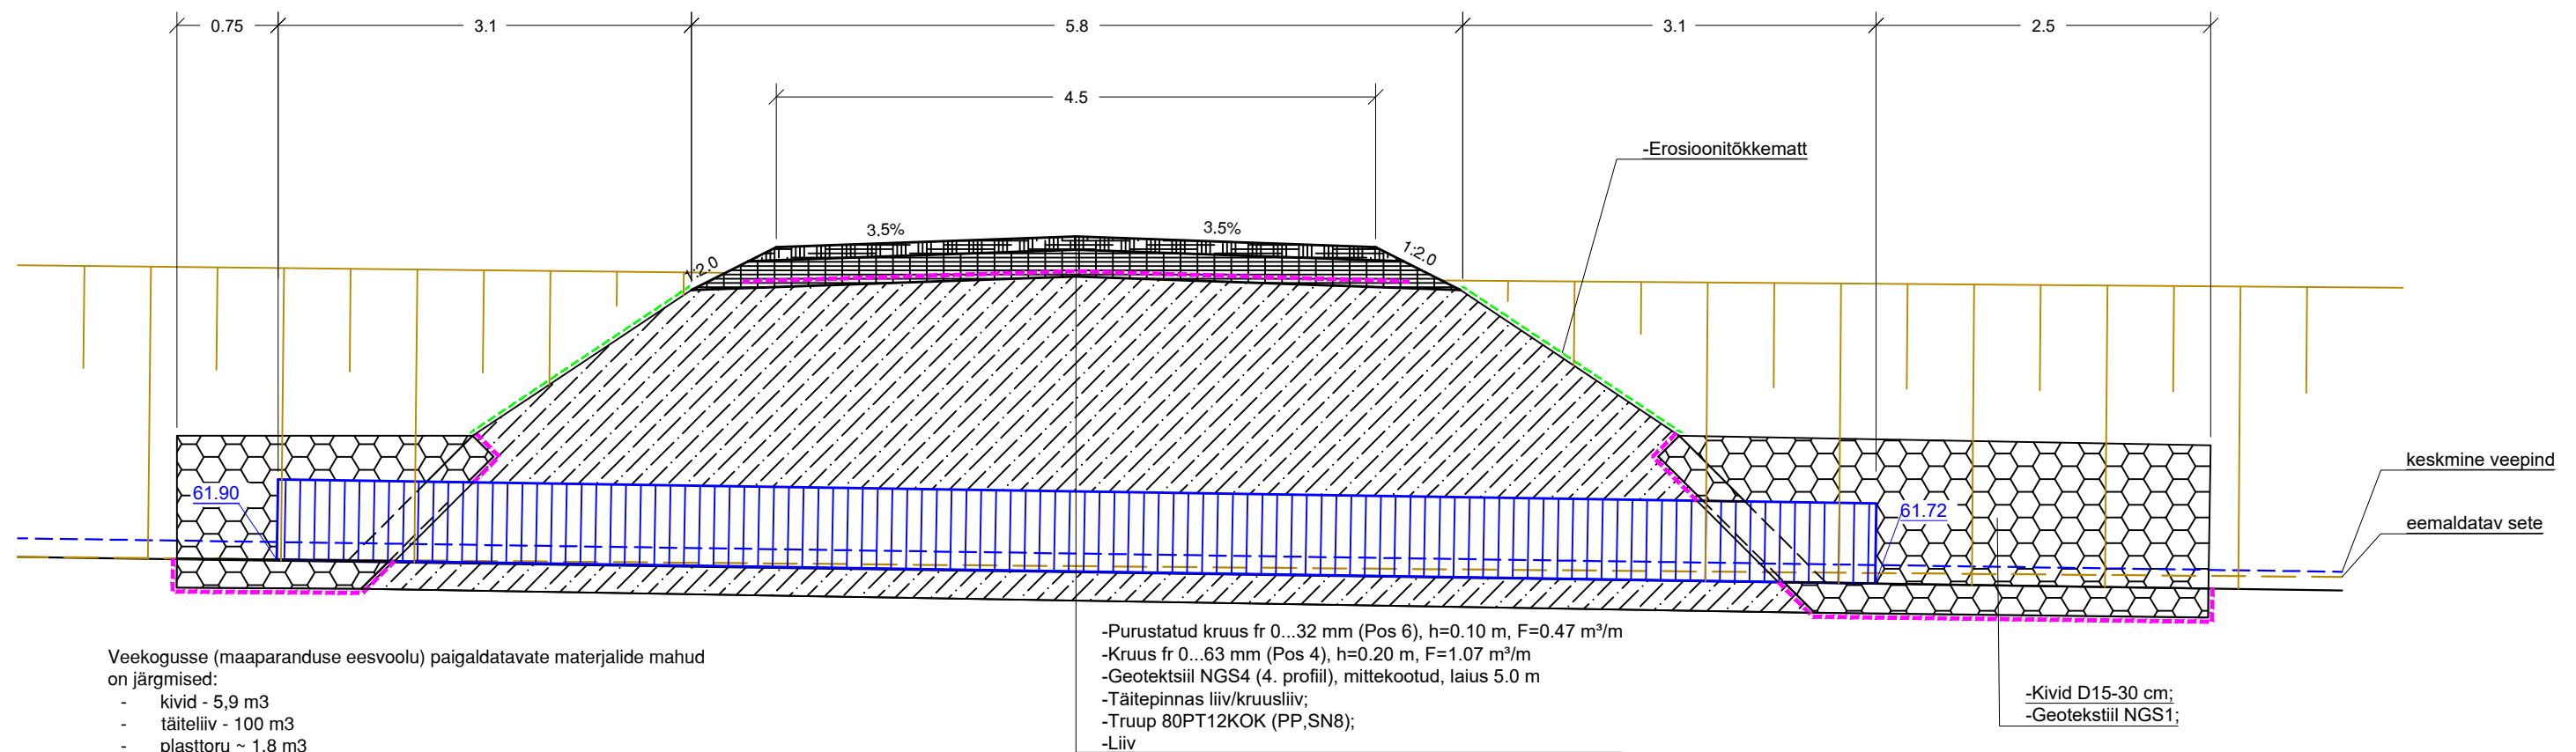 0.75
3.1
5.8
3.1
2.5
4.5
-Erosioonitõkkematt
3.5%
3.5%
1:2.0
1:2.0
61.90
61.72
keskmine veepind
eemaldatav sete
-Purustatud kruus fr 0...32 mm (Pos 6), h=0.10 m, F=0.47 m³/m
-Kruus fr 0...63 mm (Pos 4), h=0.20 m, F=1.07 m³/m
-Geotektsiil NGS4 (4. profiil), mittekootud, laius 5.0 m
-Täitepinnas liiv/kruusliiv;
-Truup 80PT12KOK (PP,SN8);
-Liiv
Veekogusse (maaparanduse eesvoolu) paigaldatavate materjalide mahud
on järgmised:
- kivid - 5,9 m3
- täiteliiv - 100 m3
- plasttoru ~ 1,8 m3
-Kivid D15-30 cm;
-Geotekstiil NGS1;